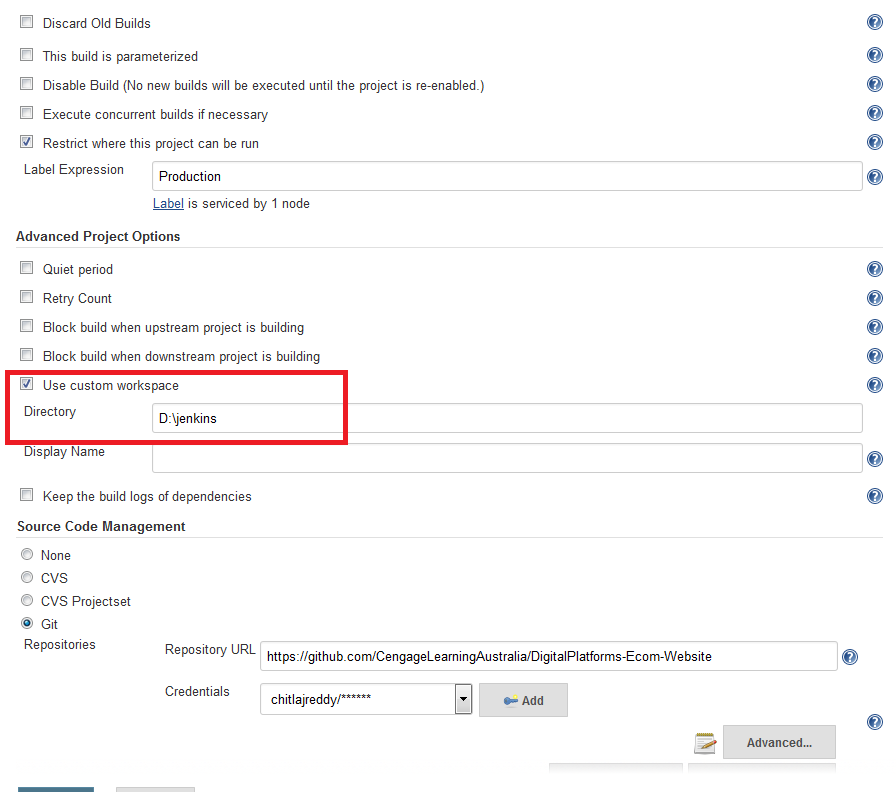 Discard Old Builds
This build is parameterized
Disable Build (No new builds will be executed until the project is re-enabled.)
Execute concurrent builds if necessary
Restrict where this project can be run
Label Expression Production
Label is serviced by 1 node
Advanced Project Options
Quiet period
Retry Count
Block build when upstream project is building
Block build when downstream project is building
Use custom workspace
Directory D:\jenkins
Display Name
Keep the build logs of dependencies
Source Code Management
None
CVS
CVS Projectset
Git
Repositories Repository URL https://github.com/CengageLearningAustralia/DigitalPlatforms-Ecom-Website
Credentials chitlajreddy/****** Add
Advanced...